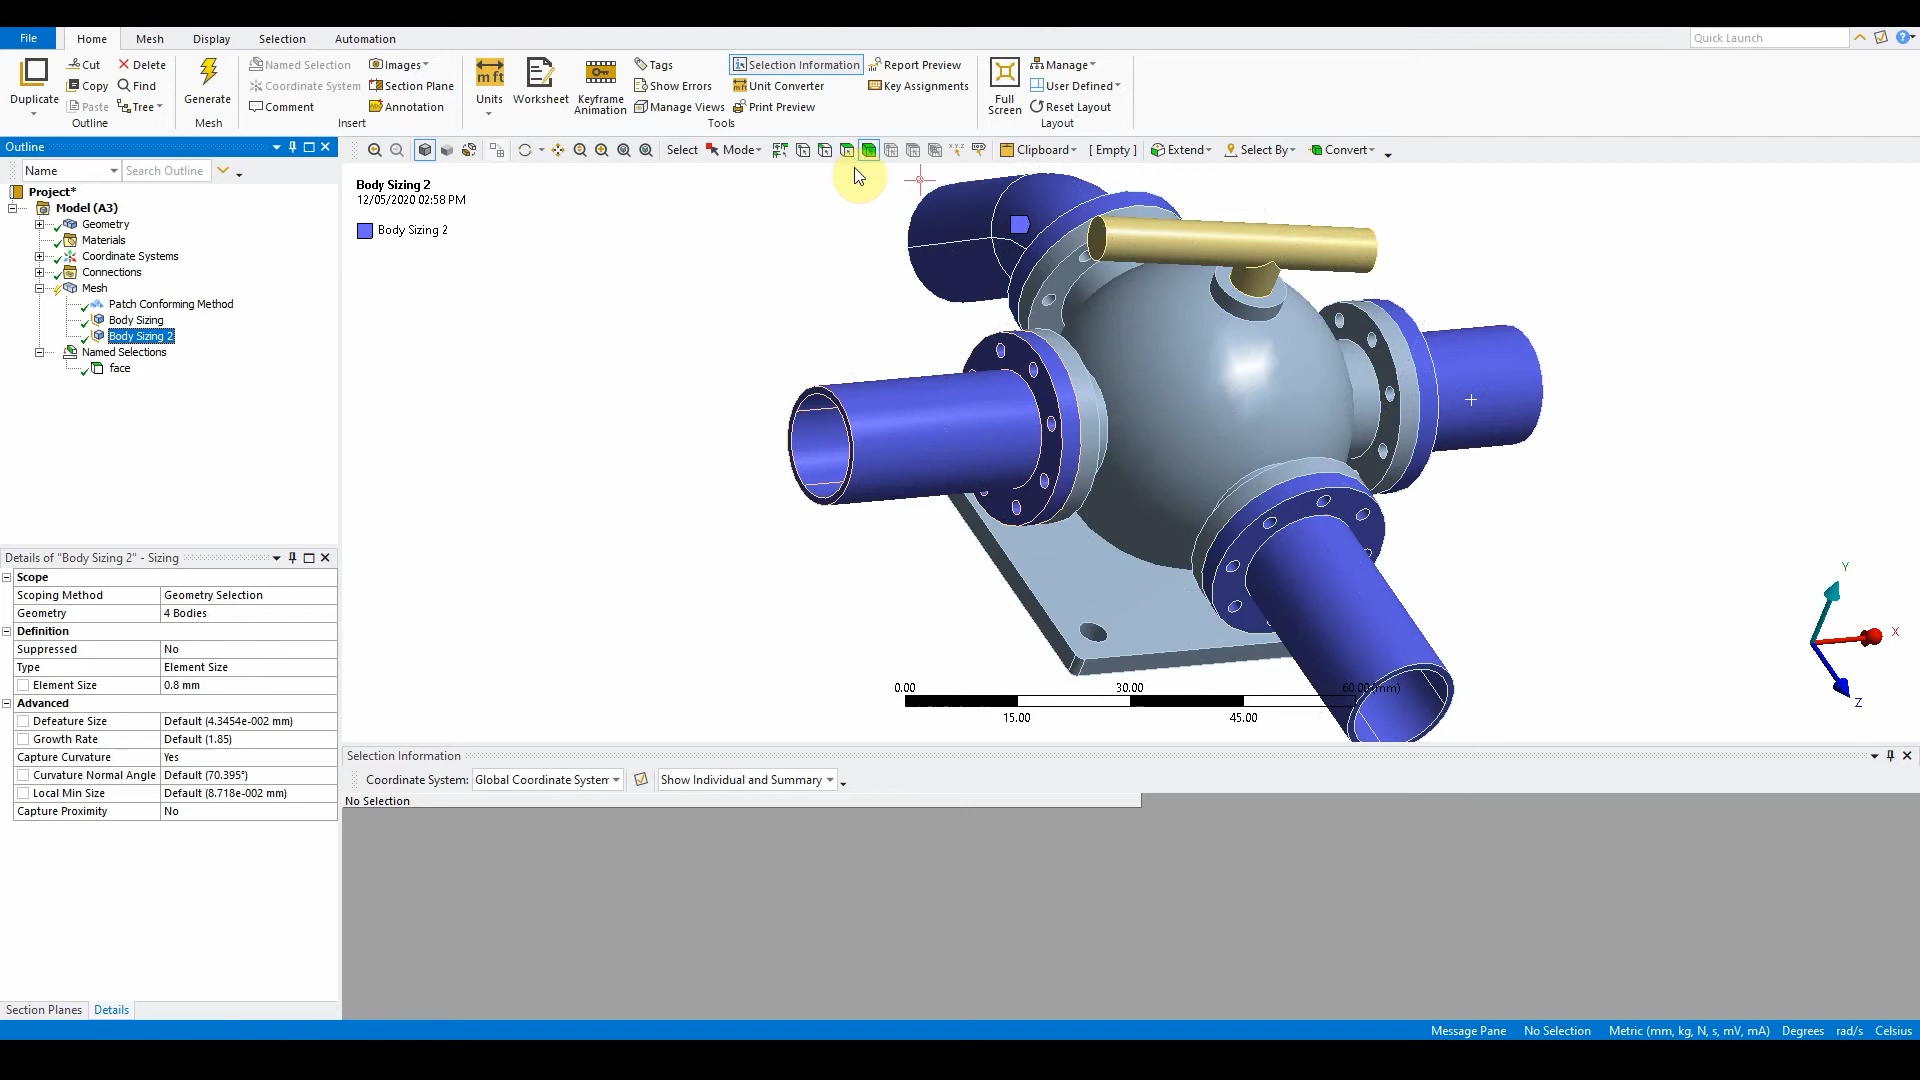 File Home Mesh Display Selection Automation Quick Launch
Duplicate Cut Copy Paste Delete Find Tree
Outline
Generate
Mesh
Named Selection Images
Coordinate System Section Plane
Comment Annotation
Insert
Units Worksheet Keyframe Animation
Tags Selection Information Report Preview
Show Errors Unit Converter Key Assignments
Manage Views Print Preview
Tools
Full Screen
Manage
User Defined
Reset Layout
Layout
Outline
Name Search Outline
Select Mode Clipboard [ Empty ] Extend Select By Convert
Project*
Model (A3)
Geometry
Materials
Coordinate Systems
Connections
Mesh
Patch Conforming Method
Body Sizing
Body Sizing 2
Named Selections
face
Body Sizing 2
12/05/2020 02:58 PM
Body Sizing 2
0.00 30.00 60.00 (mm)
15.00 45.00
Y
X
Z
Details of "Body Sizing 2" - Sizing
Scope
Scoping Method Geometry Selection
Geometry 4 Bodies
Definition
Suppressed No
Type Element Size
Element Size 0.8 mm
Advanced
Defeature Size Default (4.3454e-002 mm)
Growth Rate Default (1.85)
Capture Curvature Yes
Curvature Normal Angle Default (70.395°)
Local Min Size Default (8.718e-002 mm)
Capture Proximity No
Section Planes Details
Selection Information
Coordinate System: Global Coordinate System Show Individual and Summary
No Selection
Message Pane No Selection Metric (mm, kg, N, s, mV, mA) Degrees rad/s Celsius